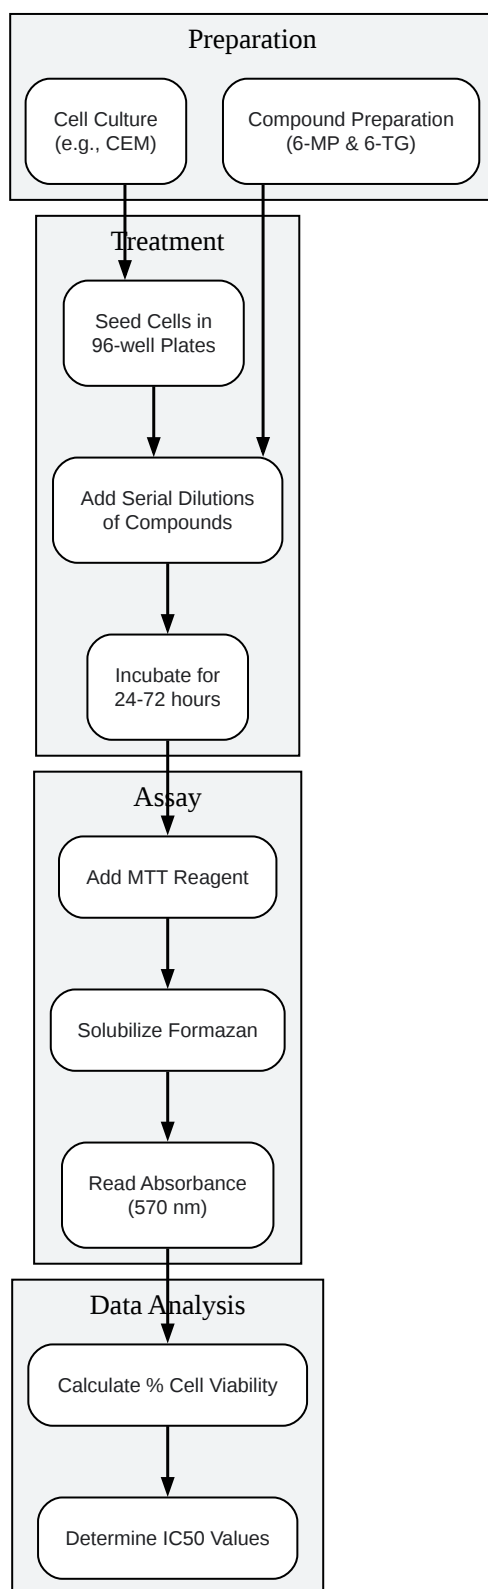 Preparation
Cell Culture
(e.g., CEM)
Compound Preparation
(6-MP & 6-TG)
Treatment
Seed Cells in
96-well Plates
Add Serial Dilutions
of Compounds
Incubate for
24-72 hours
Assay
Add MTT Reagent
Solubilize Formazan
Read Absorbance
(570 nm)
Data Analysis
Calculate % Cell Viability
Determine IC50 Values